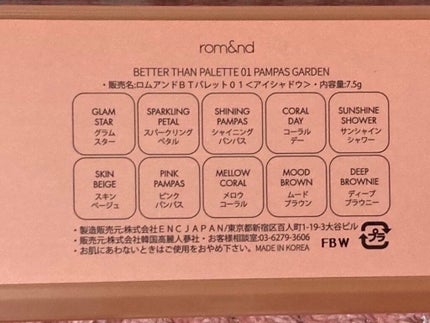 rom&nd
BETTER THAN PALETTE 01 PAMPAS GARDEN
・販売名:ロムアンドBTパレット01<アイシャドウ>・内容量:7.5g
GLAM STAR
グラム スター
SPARKLING PETAL
スパークリング ペタル
SHINING PAMPAS
シャイニング パンパス
CORAL DAY
コーラル デー
SUNSHINE SHOWER
サンシャイン シャワー
SKIN BEIGE
スキン ベージュ
PINK PAMPAS
ピンク パンパス
MELLOW CORAL
メロウ コーラル
MOOD BROWN
ムード ブラウン
DEEP BROWNIE
ディープ ブラウニー
・製造販売元:株式会社ENCJAPAN/東京都新宿区百人町1-19-3大谷ビル
・販売元:株式会社韓国高麗人蔘社・お客様相談室:03-6279-3606
・お肌にあわないときはご使用をおやめ下さい。 MADE IN KOREA
FBW
プラ